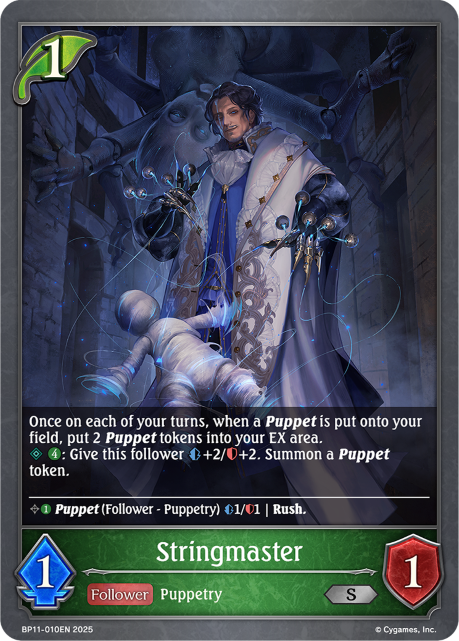 1
Once on each of your turns, when a Puppet is put onto your
field, put 2 Puppet tokens into your EX area.
4: Give this follower +2/+2. Summon a Puppet
token.
1 Puppet (Follower - Puppetry) 1/1 | Rush.
Stringmaster
1
Follower Puppetry
S
1
BP11-010EN 2025
© Cygames, Inc.